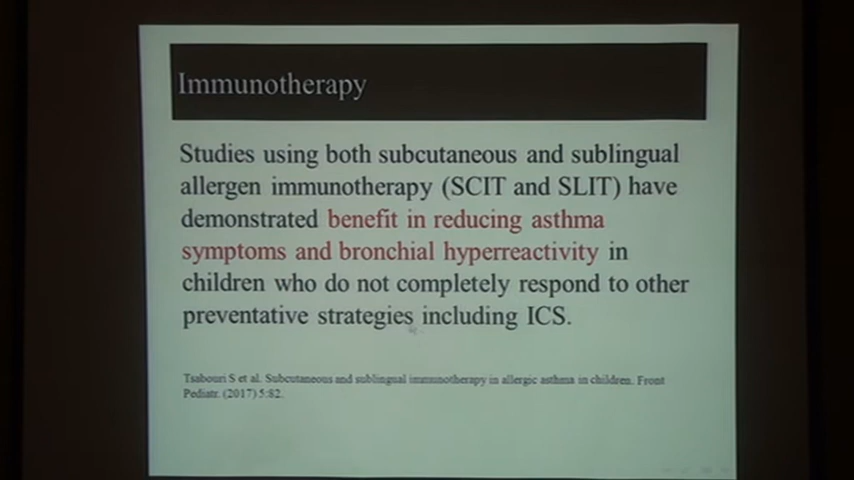 Immunotherapy
Studies using both subcutaneous and sublingual
allergen immunotherapy (SCIT and SLIT) have
demonstrated benefit in reducing asthma
symptoms and bronchial hyperreactivity in
children who do not completely respond to other
preventative strategies including ICS.
Tsabouri S et al. Subcutaneous and sublingual immunotherapy in allergic asthma in children. Front
Pediatr. (2017) 5:82.